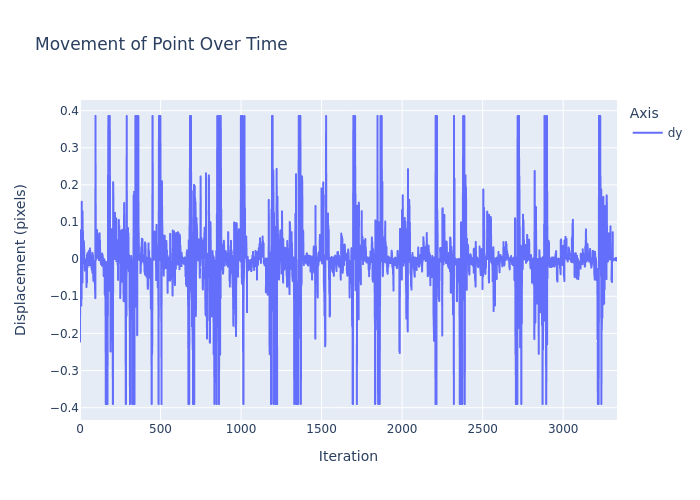 Movement of Point Over Time
Axis
dy
Displacement (pixels)
0.4
0.3
0.2
0.1
0
−0.1
−0.2
−0.3
−0.4
0 500 1000 1500 2000 2500 3000
Iteration